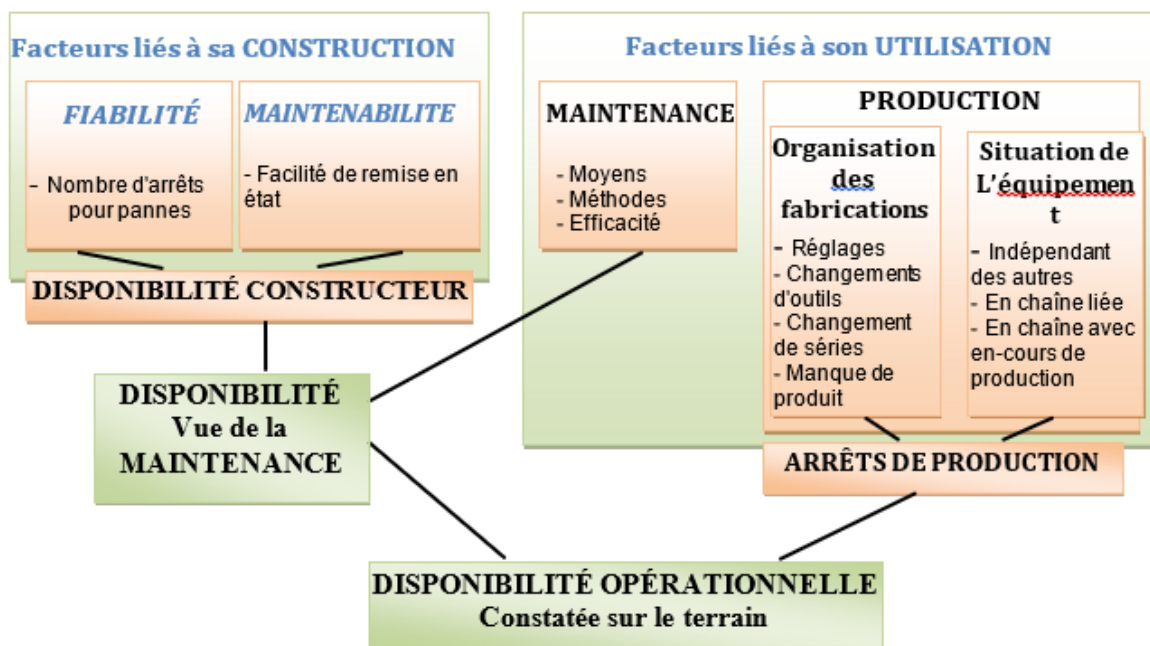 Facteurs liés à sa CONSTRUCTION
FIABILITÉ
- Nombre d'arrêts
pour pannes
MAINTENABILITE
- Facilité de remise en
état
DISPONIBILITÉ CONSTRUCTEUR
Facteurs liés à son UTILISATION
MAINTENANCE
- Moyens
- Méthodes
- Efficacité
PRODUCTION
Organisation
des
fabrications
- Réglages
- Changements
d'outils
- Changement
de séries
- Manque de
produit
Situation de
L'équipemen
t
- Indépendant
des autres
- En chaîne liée
- En chaîne avec
en-cours de
production
ARRÊTS DE PRODUCTION
DISPONIBILITÉ
Vue de la
MAINTENANCE
DISPONIBILITÉ OPÉRATIONNELLE
Constatée sur le terrain